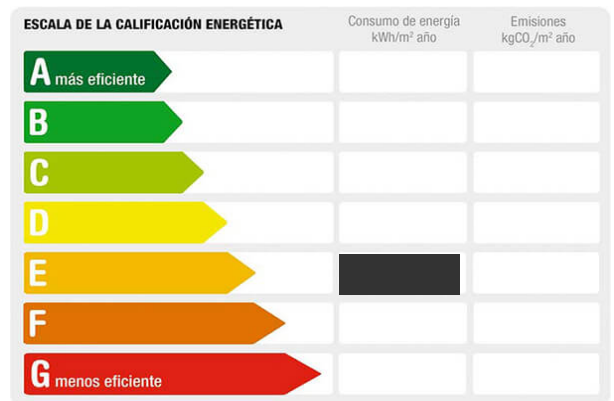 ESCALA DE LA CALIFICACIÓN ENERGÉTICA
Consumo de energía
kWh/m² año
Emisiones
kgCO₂/m² año
A más eficiente
B
C
D
E
F
G menos eficiente